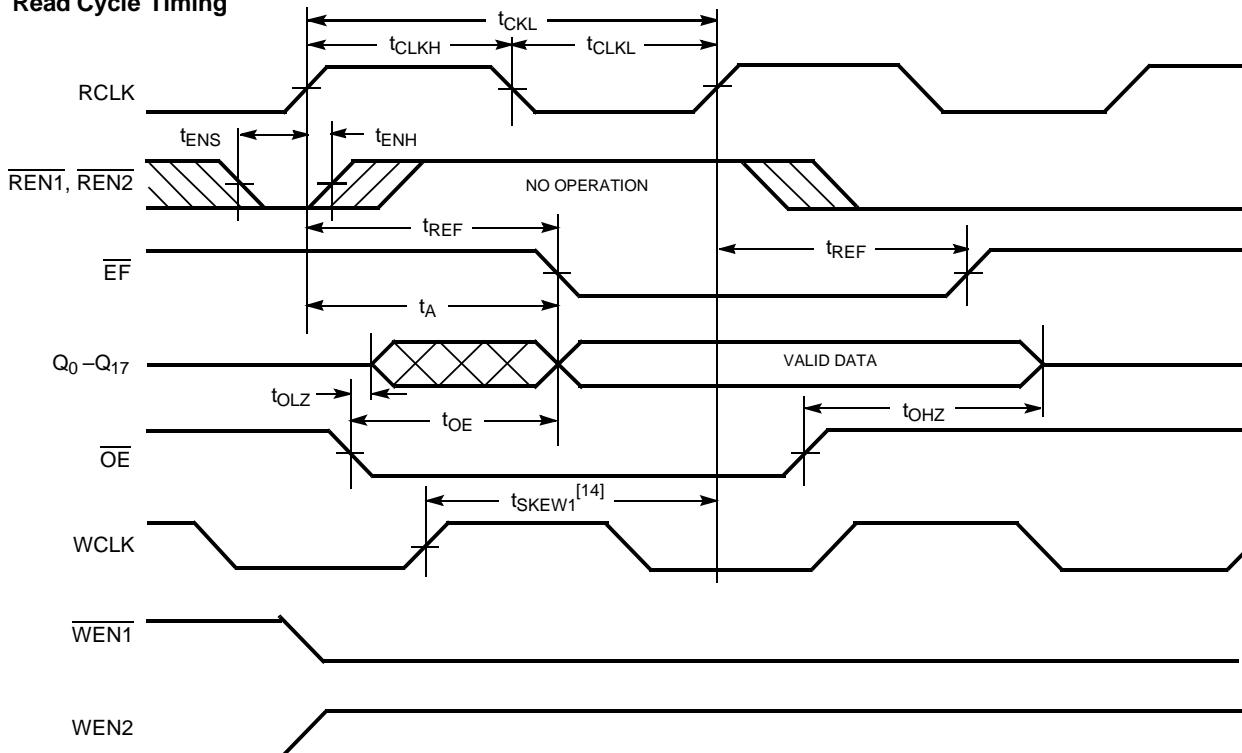 Read Cycle Timing
tCKL
tCLKH
tCLKL
RCLK
tENS
tENH
REN1, REN2
NO OPERATION
tREF
tREF
EF
tA
Q0 –Q17
VALID DATA
tOLZ
tOE
tOHZ
OE
tSKEW1[14]
WCLK
WEN1
WEN2